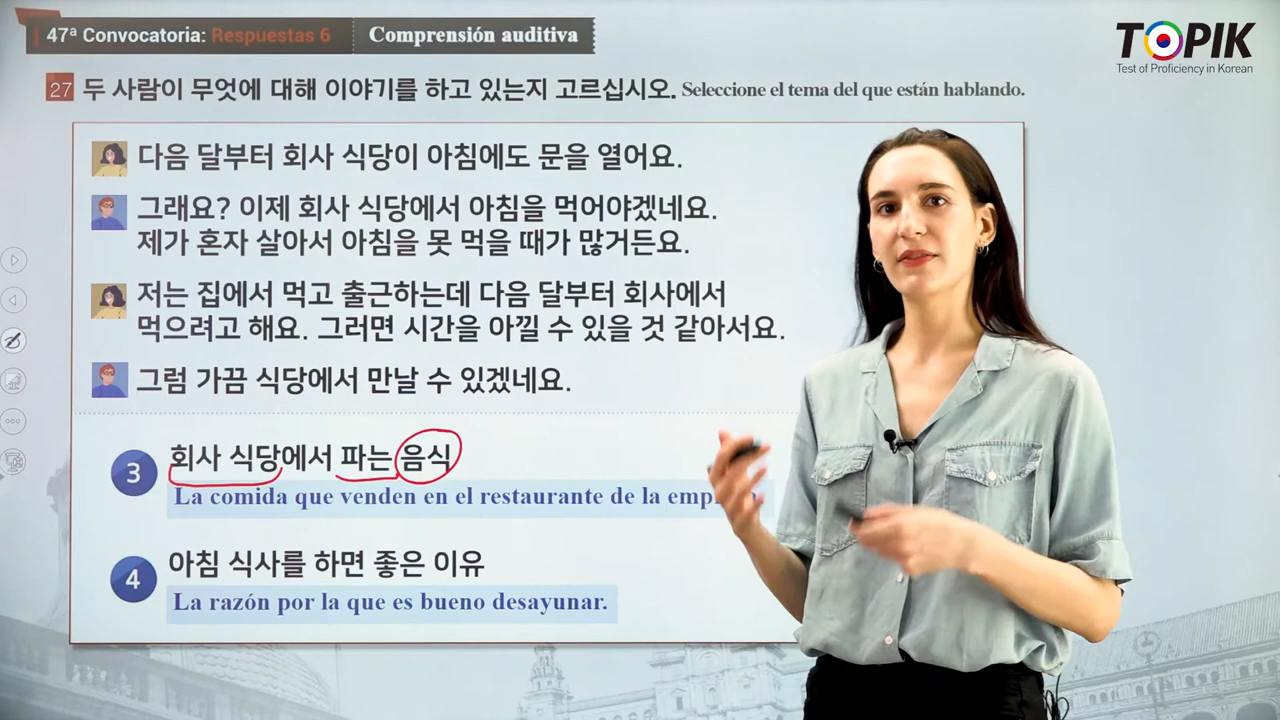 47ª Convocatoria: Respuestas 6 Comprensión auditiva
TOPIK
Test of Proficiency in Korean
27 두 사람이 무엇에 대해 이야기를 하고 있는지 고르십시오. Seleccione el tema del que están hablando.
다음 달부터 회사 식당이 아침에도 문을 열어요.
그래요? 이제 회사 식당에서 아침을 먹어야겠네요.
제가 혼자 살아서 아침을 못 먹을 때가 많거든요.
저는 집에서 먹고 출근하는데 다음 달부터 회사에서
먹으려고 해요. 그러면 시간을 아낄 수 있을 것 같아서요.
그럼 가끔 식당에서 만날 수 있겠네요.
3 회사 식당에서 파는 음식
La comida que venden en el restaurante de la
4 아침 식사를 하면 좋은 이유
La razón por la que es bueno desayunar.